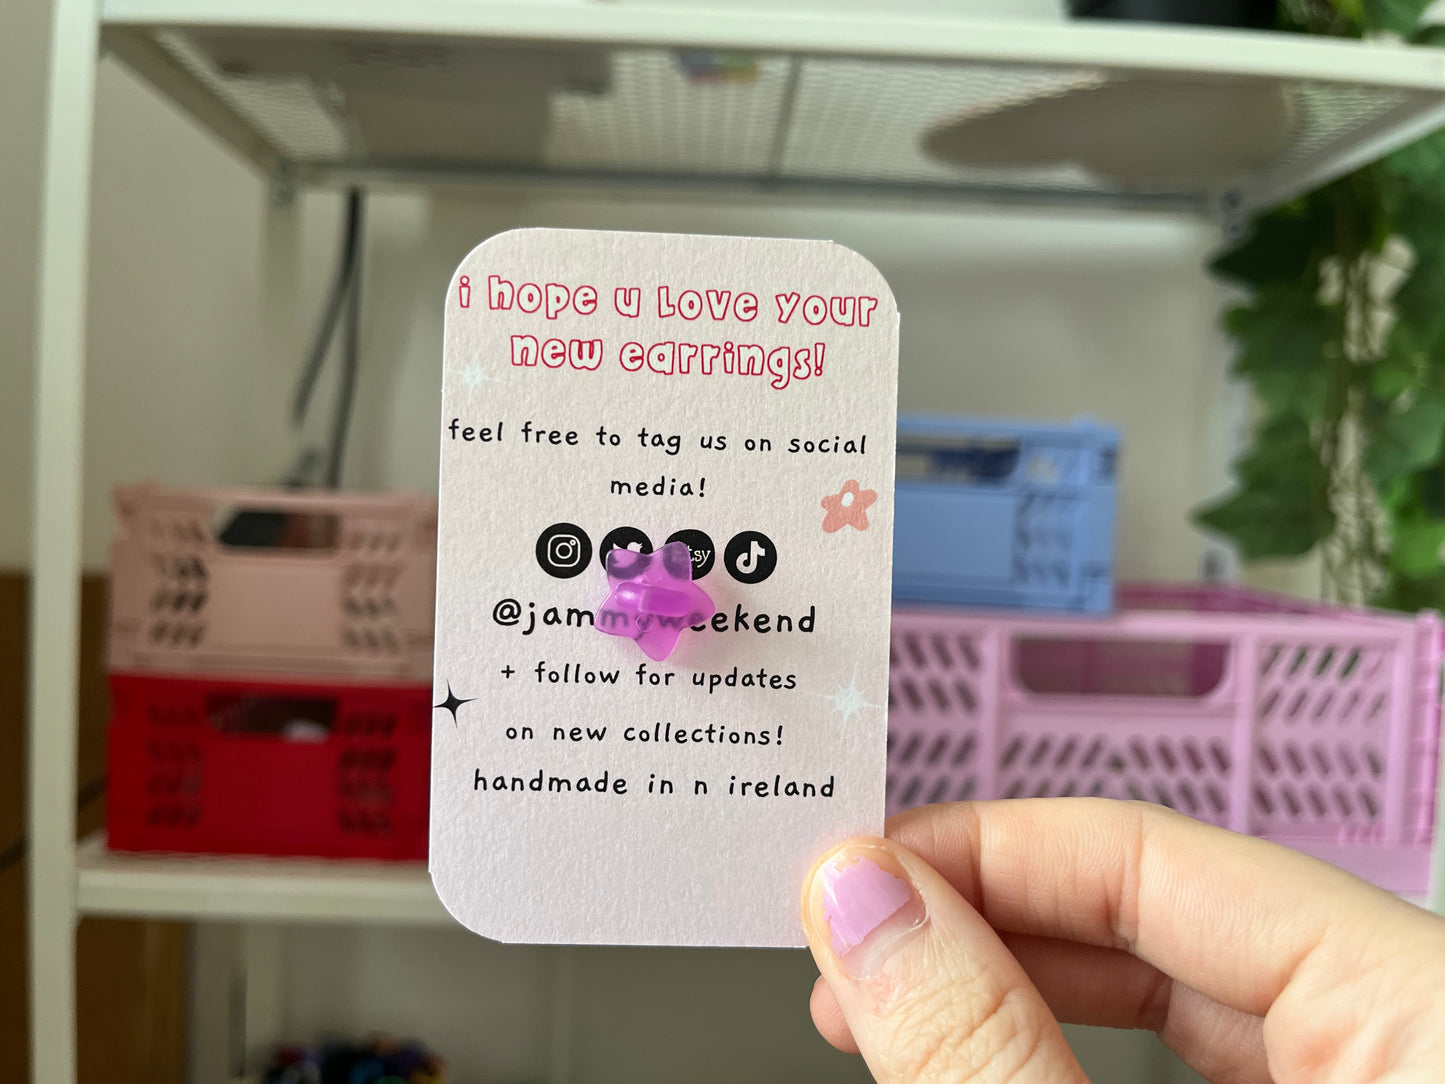 i hope u love your
new earrings!
feel free to tag us on social
media!
@jammyweekend
+ follow for updates
on new collections!
handmade in n ireland